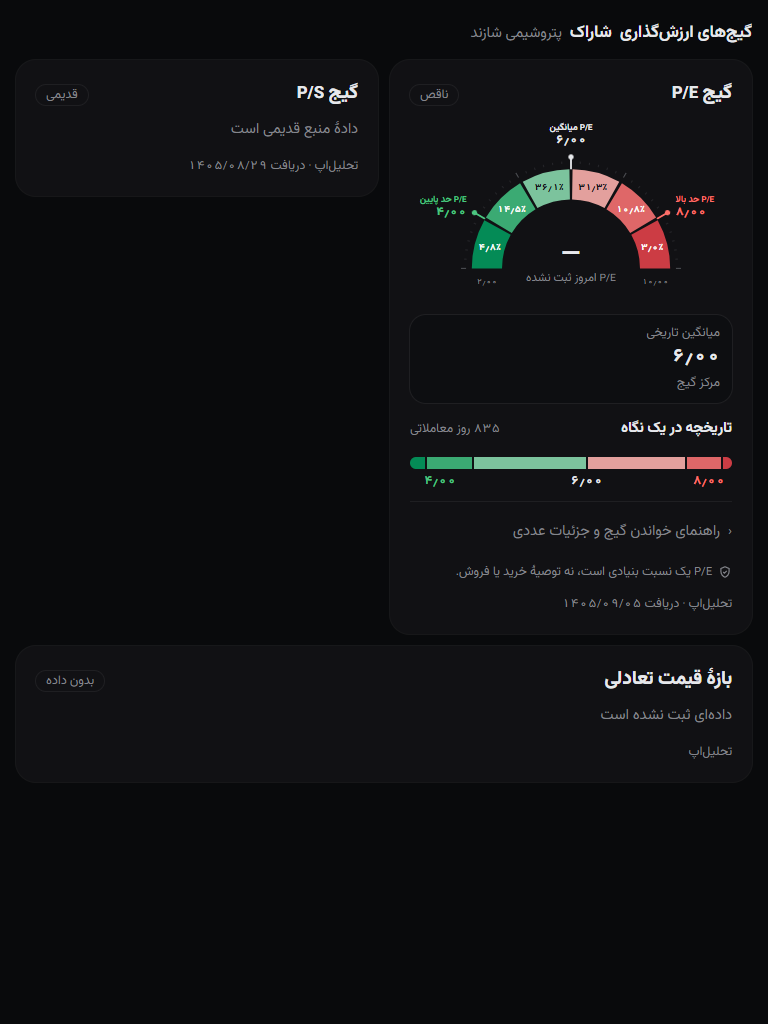 گیج‌های ارزش‌گذاری شاراک پتروشیمی شازند
گیج P/E
ناقص
P/E میانگین
۶٫۰۰
P/E حد بالا
۸٫۰۰
P/E حد پایین
۴٫۰۰
۳٫۰٪
۱۰٫۸٪
۳۱٫۳٪
۳۶٫۱٪
۱۴٫۵٪
۴٫۸٪
—
P/E امروز ثبت نشده
۱۰٫۰۰
۲٫۰۰
میانگین تاریخی
۶٫۰۰
مرکز گیج
تاریخچه در یک نگاه
۸۳۵ روز معاملاتی
۸٫۰۰
۶٫۰۰
۴٫۰۰
‹ راهنمای خواندن گیج و جزئیات عددی
P/E یک نسبت بنیادی است، نه توصیهٔ خرید یا فروش.
تحلیل‌اپ · دریافت ۱۴۰۵/۰۹/۰۵
گیج P/S
قدیمی
دادهٔ منبع قدیمی است
تحلیل‌اپ · دریافت ۱۴۰۵/۰۸/۲۹
بازهٔ قیمت تعادلی
بدون داده
داده‌ای ثبت نشده است
تحلیل‌اپ